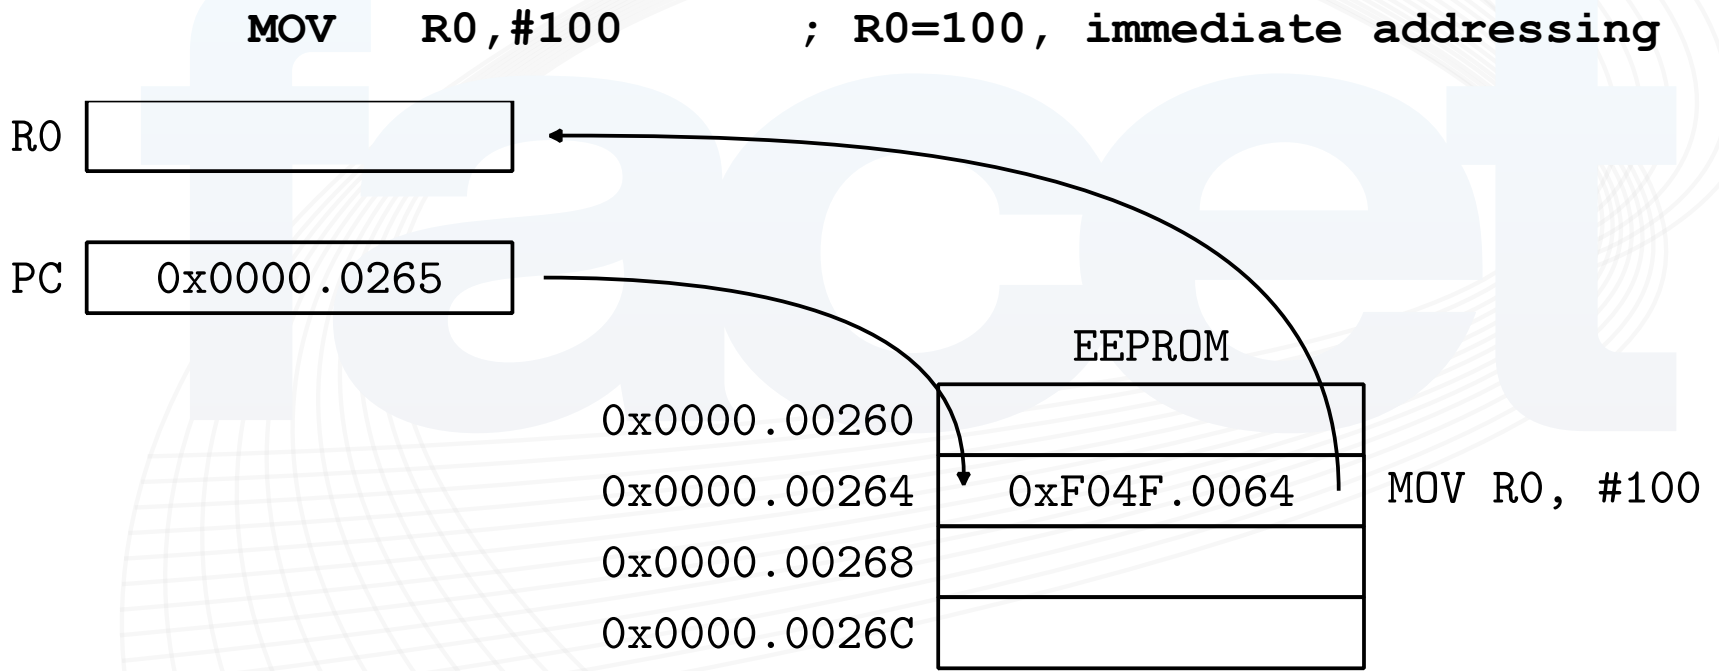 MOV R0,#100 ; R0=100, immediate addressing
R0
PC 0x0000.0265
EEPROM
0x0000.00260
0x0000.00264 0xF04F.0064 MOV R0, #100
0x0000.00268
0x0000.0026C
facet